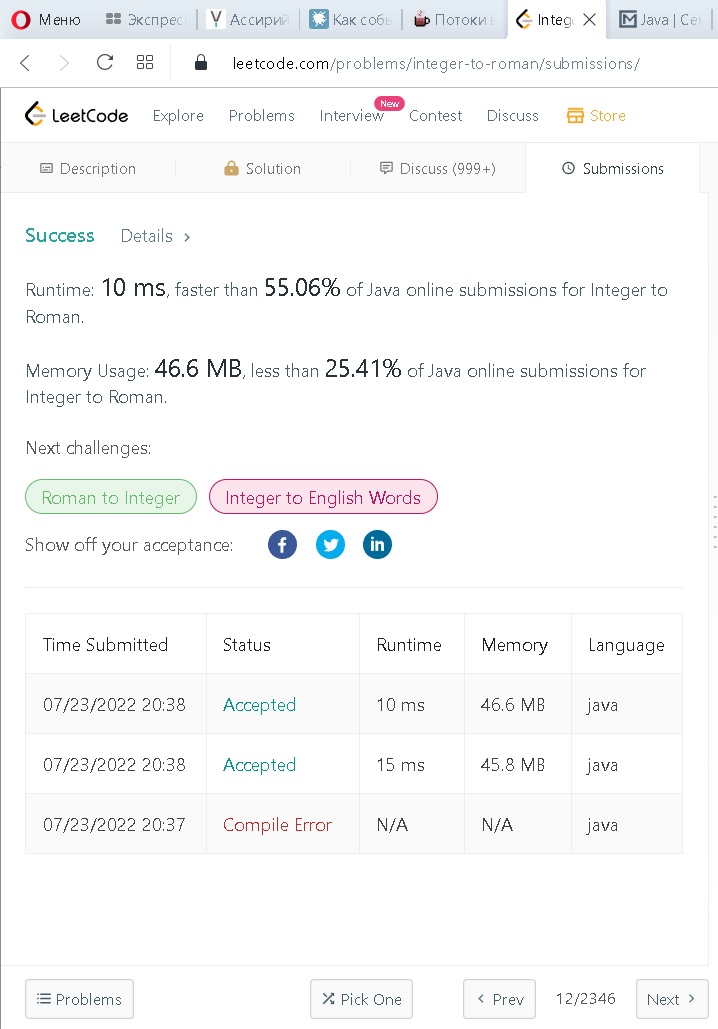 Меню Экспрес Ассирий Как собь Потоки в Integ Java | Се
leetcode.com/problems/integer-to-roman/submissions/
LeetCode Explore Problems Interview New Contest Discuss Store
Description Solution Discuss (999+) Submissions
Success Details >
Runtime: 10 ms, faster than 55.06% of Java online submissions for Integer to
Roman.
Memory Usage: 46.6 MB, less than 25.41% of Java online submissions for
Integer to Roman.
Next challenges:
Roman to Integer Integer to English Words
Show off your acceptance:
Time Submitted Status Runtime Memory Language
07/23/2022 20:38 Accepted 10 ms 46.6 MB java
07/23/2022 20:38 Accepted 15 ms 45.8 MB java
07/23/2022 20:37 Compile Error N/A N/A java
Problems Pick One < Prev 12/2346 Next >